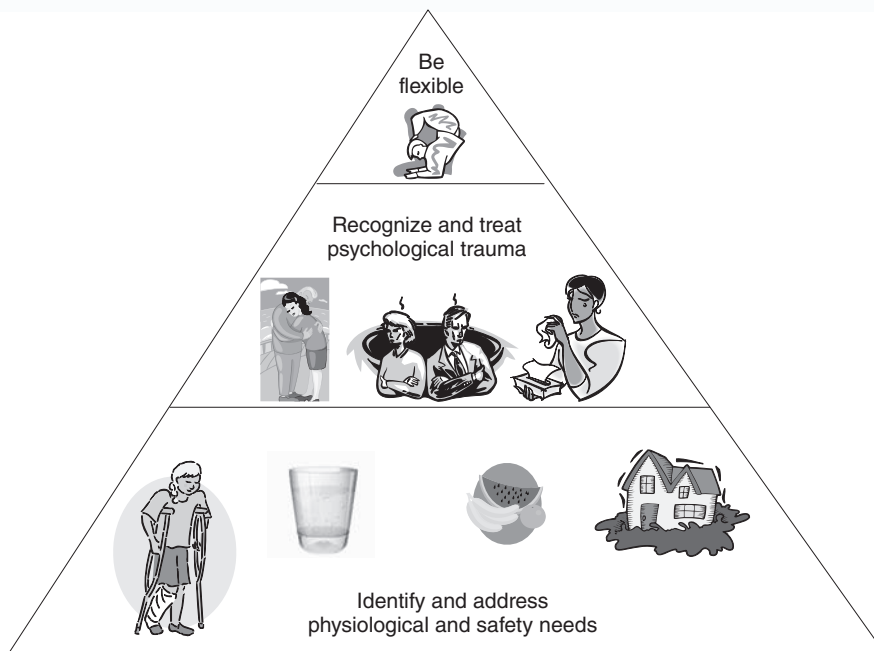 Be
flexible
Recognize and treat
psychological trauma
Identify and address
physiological and safety needs